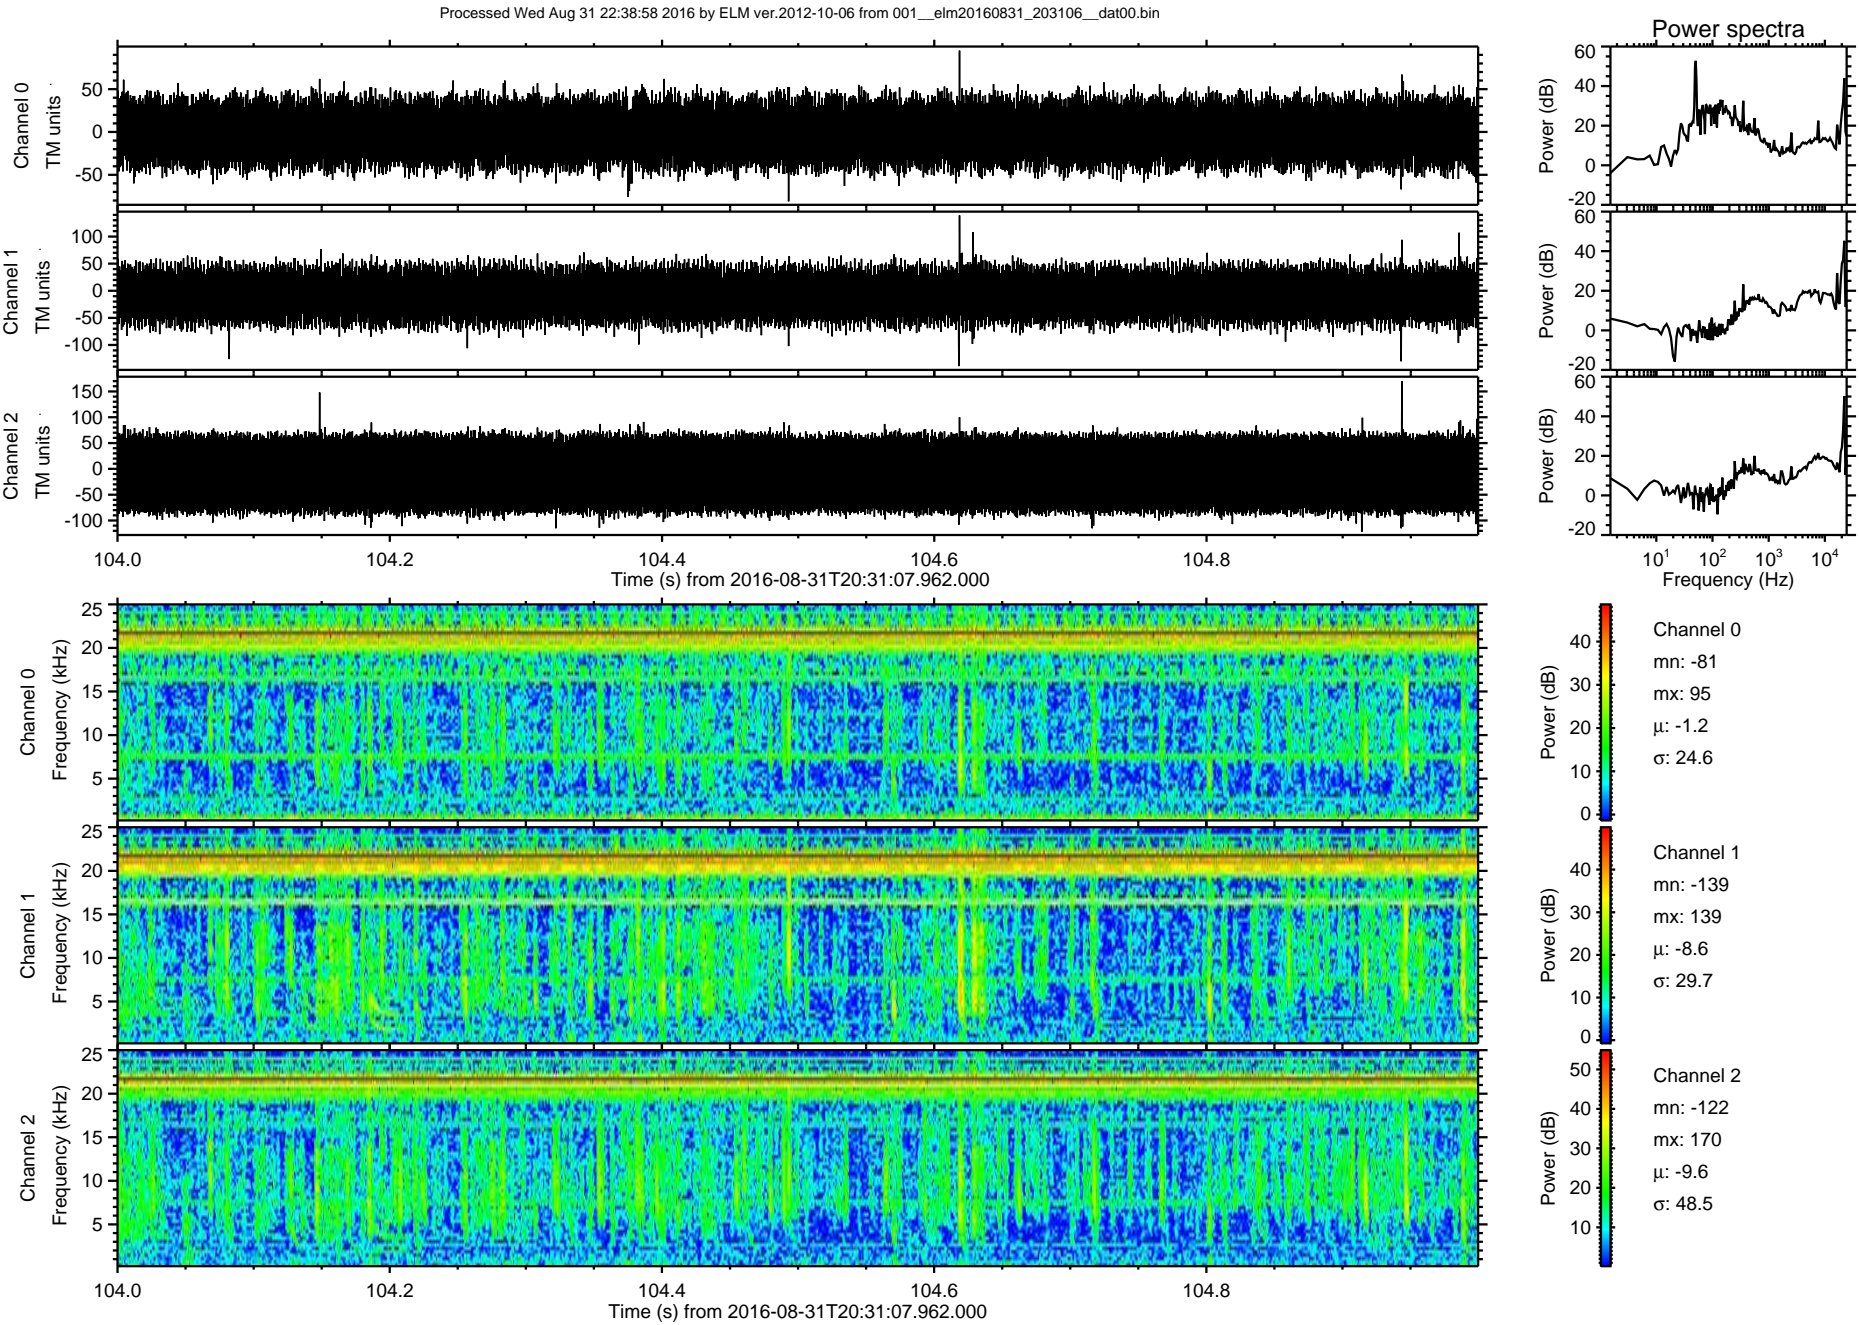 Processed Wed Aug 31 22:38:58 2016 by ELM ver.2012-10-06 from 001__elm20160831_203106__dat00.bin
Power spectra
Channel 0
TM units
50
0
-50
Power (dB)
60
40
20
0
-20
Channel 1
TM units
100
50
0
-50
-100
Power (dB)
60
40
20
0
-20
Channel 2
TM units
150
100
50
0
-50
-100
Power (dB)
60
40
20
0
-20
104.0 104.2 104.4 104.6 104.8
Time (s) from 2016-08-31T20:31:07.962.000
10¹ 10² 10³ 10⁴
Frequency (Hz)
Channel 0
Frequency (kHz)
25
20
15
10
5
Power (dB)
40
30
20
10
0
Channel 0
mn: -81
mx: 95
μ: -1.2
σ: 24.6
Channel 1
Frequency (kHz)
25
20
15
10
5
Power (dB)
40
30
20
10
0
Channel 1
mn: -139
mx: 139
μ: -8.6
σ: 29.7
Channel 2
Frequency (kHz)
25
20
15
10
5
Power (dB)
50
40
30
20
10
Channel 2
mn: -122
mx: 170
μ: -9.6
σ: 48.5
104.0 104.2 104.4 104.6 104.8
Time (s) from 2016-08-31T20:31:07.962.000